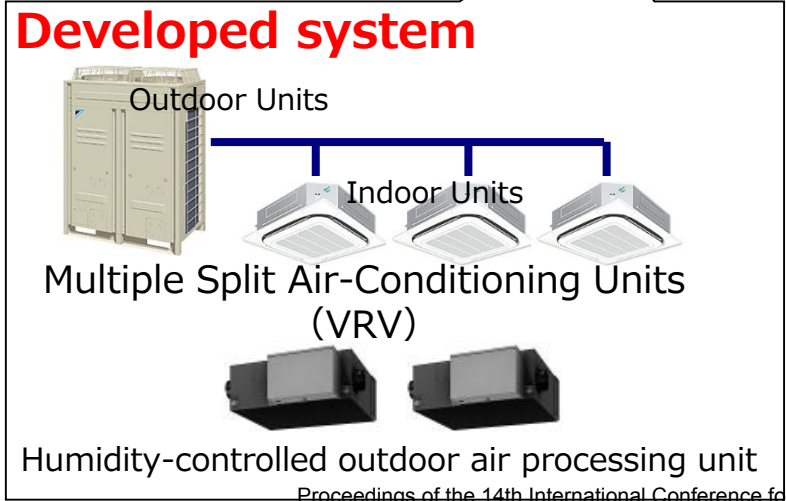 Developed system
Outdoor Units
Indoor Units
Multiple Split Air-Conditioning Units
（VRV）
Humidity-controlled outdoor air processing unit
Proceedings of the 14th International Conference fo